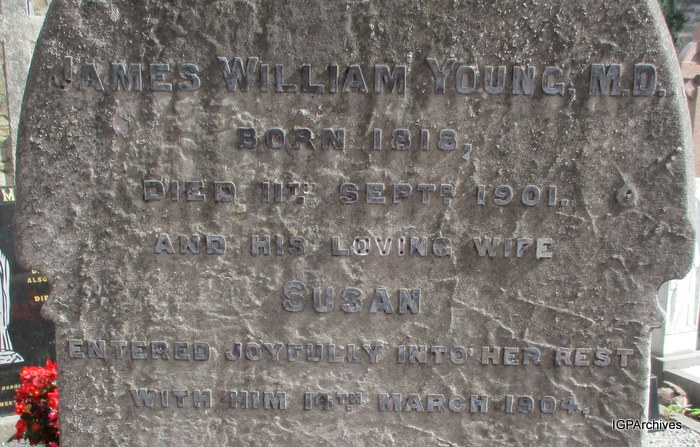 JAMES WILLIAM YOUNG, M.D.
BORN 1818,
DIED 11TH SEPTR 1901.
AND HIS LOVING WIFE
SUSAN
ENTERED JOYFULLY INTO HER REST
WITH HIM 19TH MARCH 1904.
IGPArchives